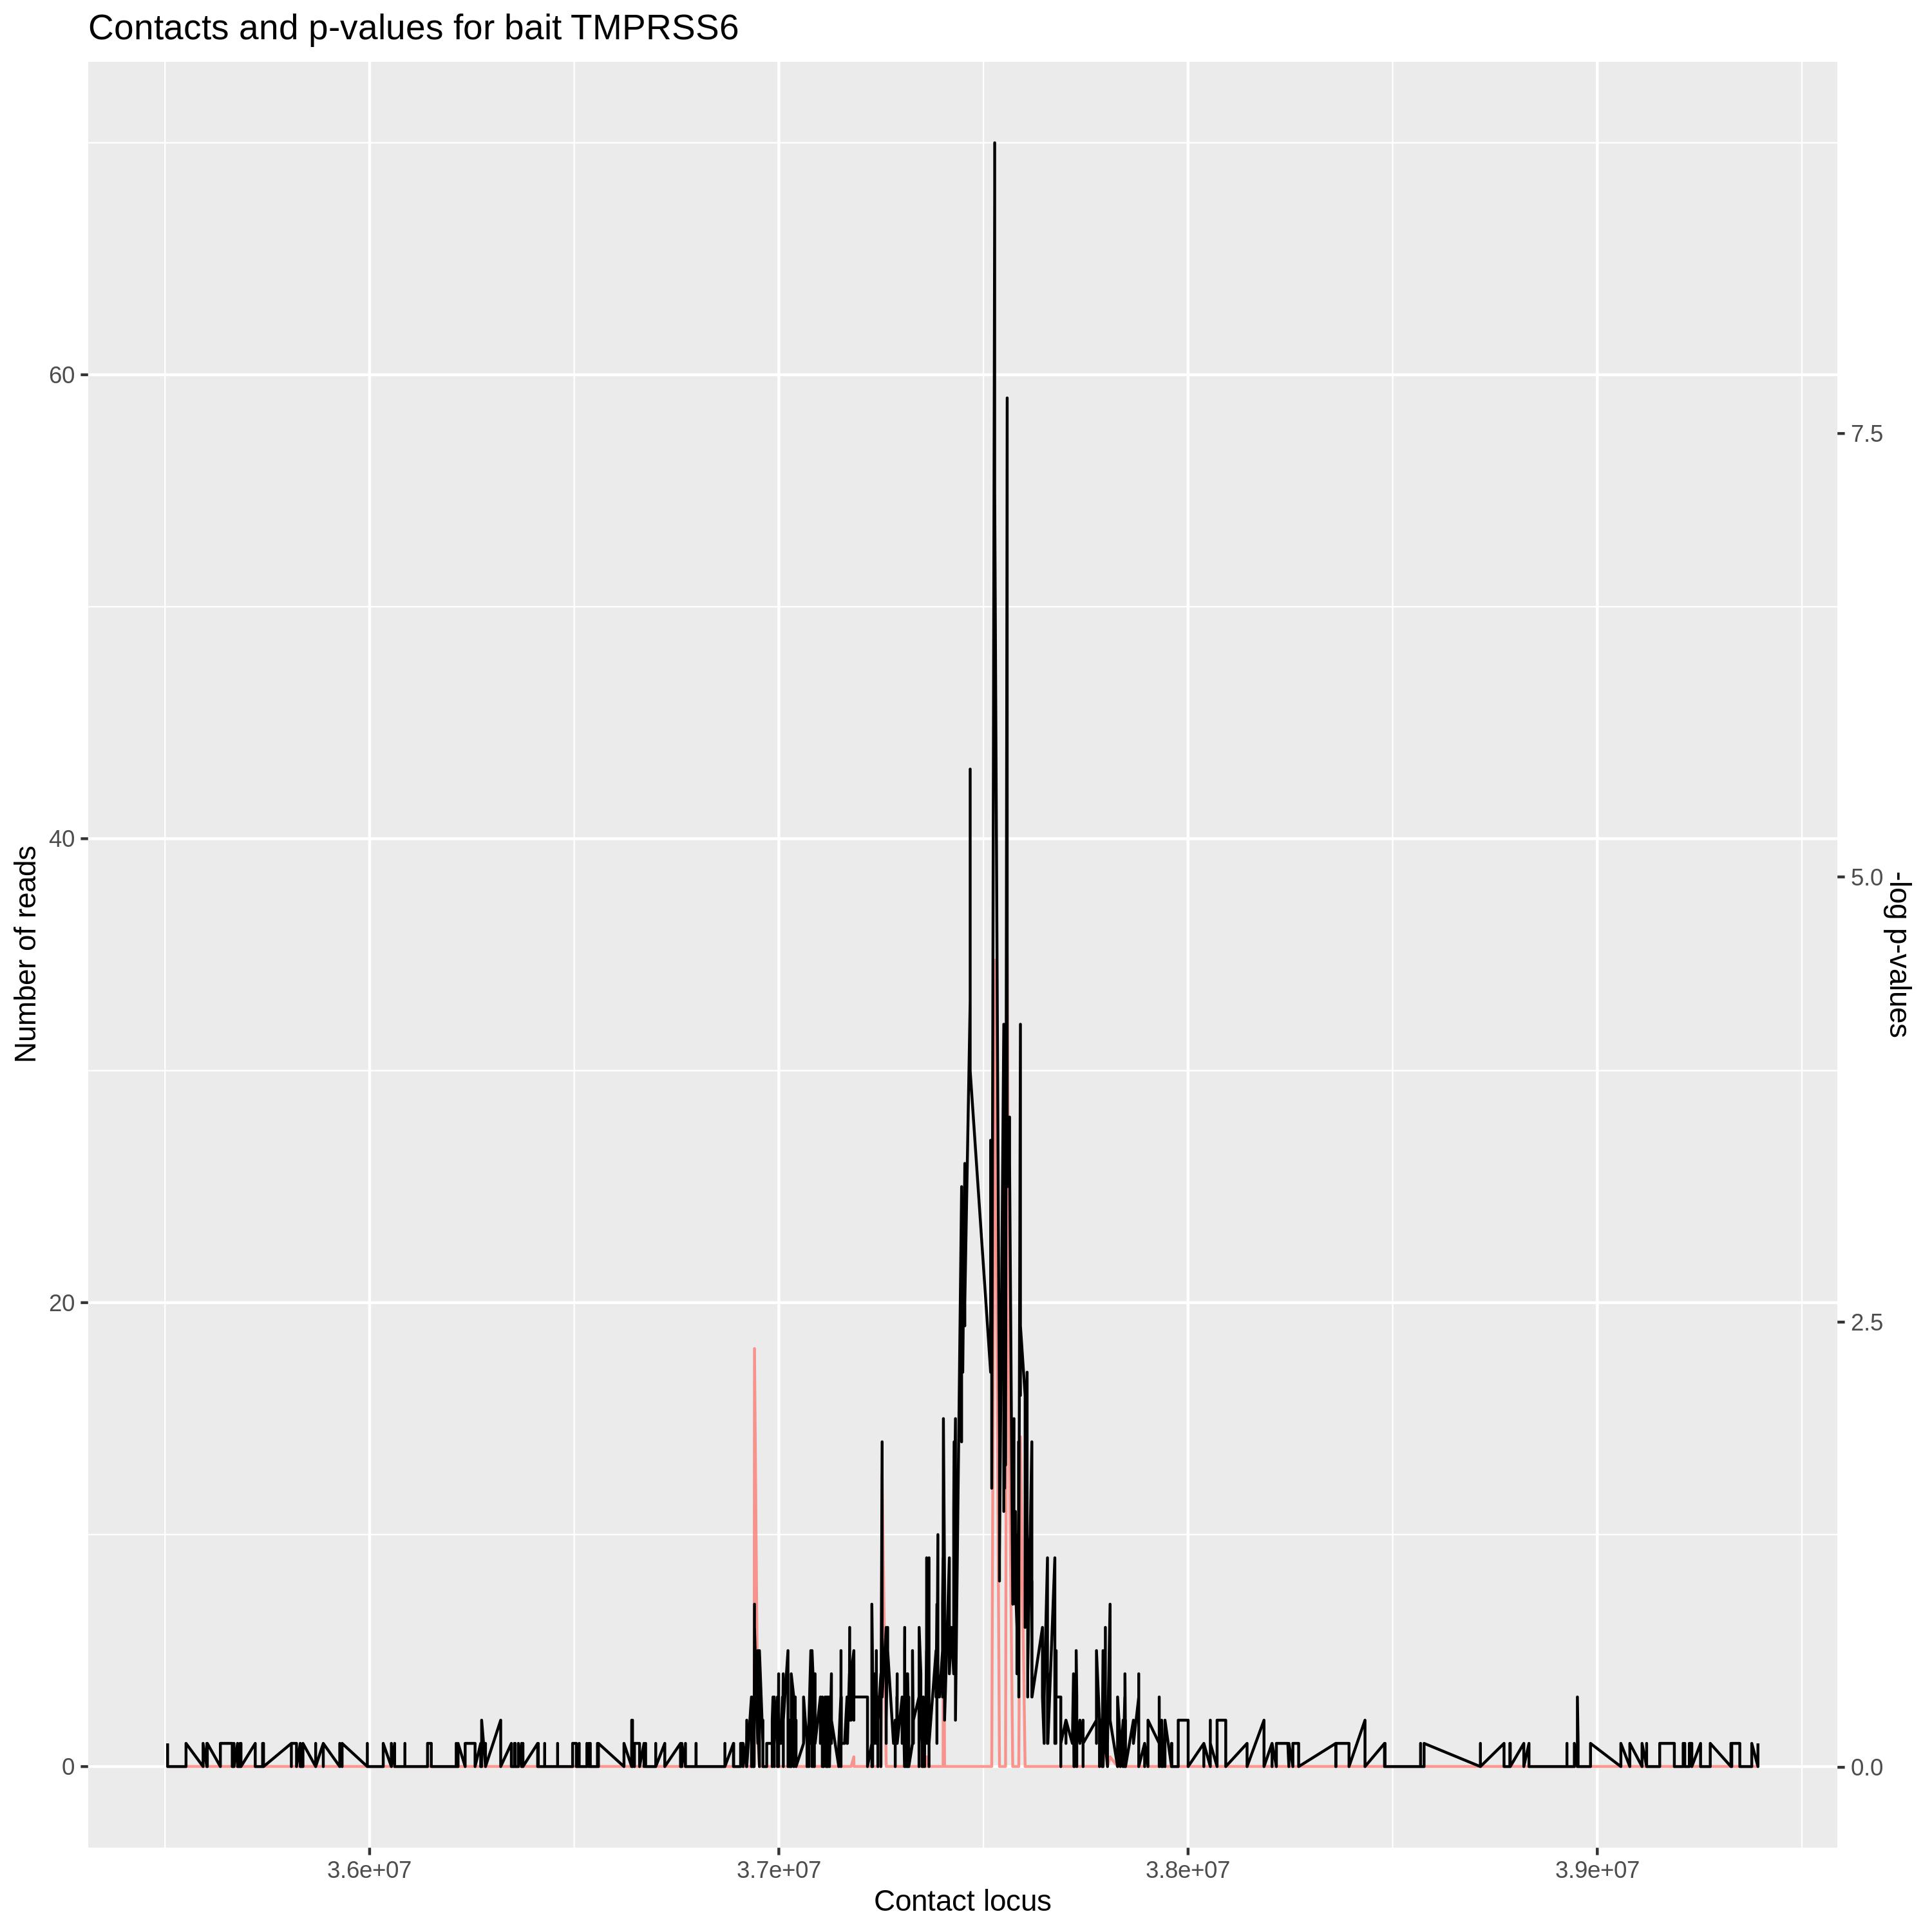 Contacts and p-values for bait TMPRSS6
Number of reads
60
40
20
0
7.5
5.0
2.5
0.0
-log p-values
3.6e+07
3.7e+07
3.8e+07
3.9e+07
Contact locus